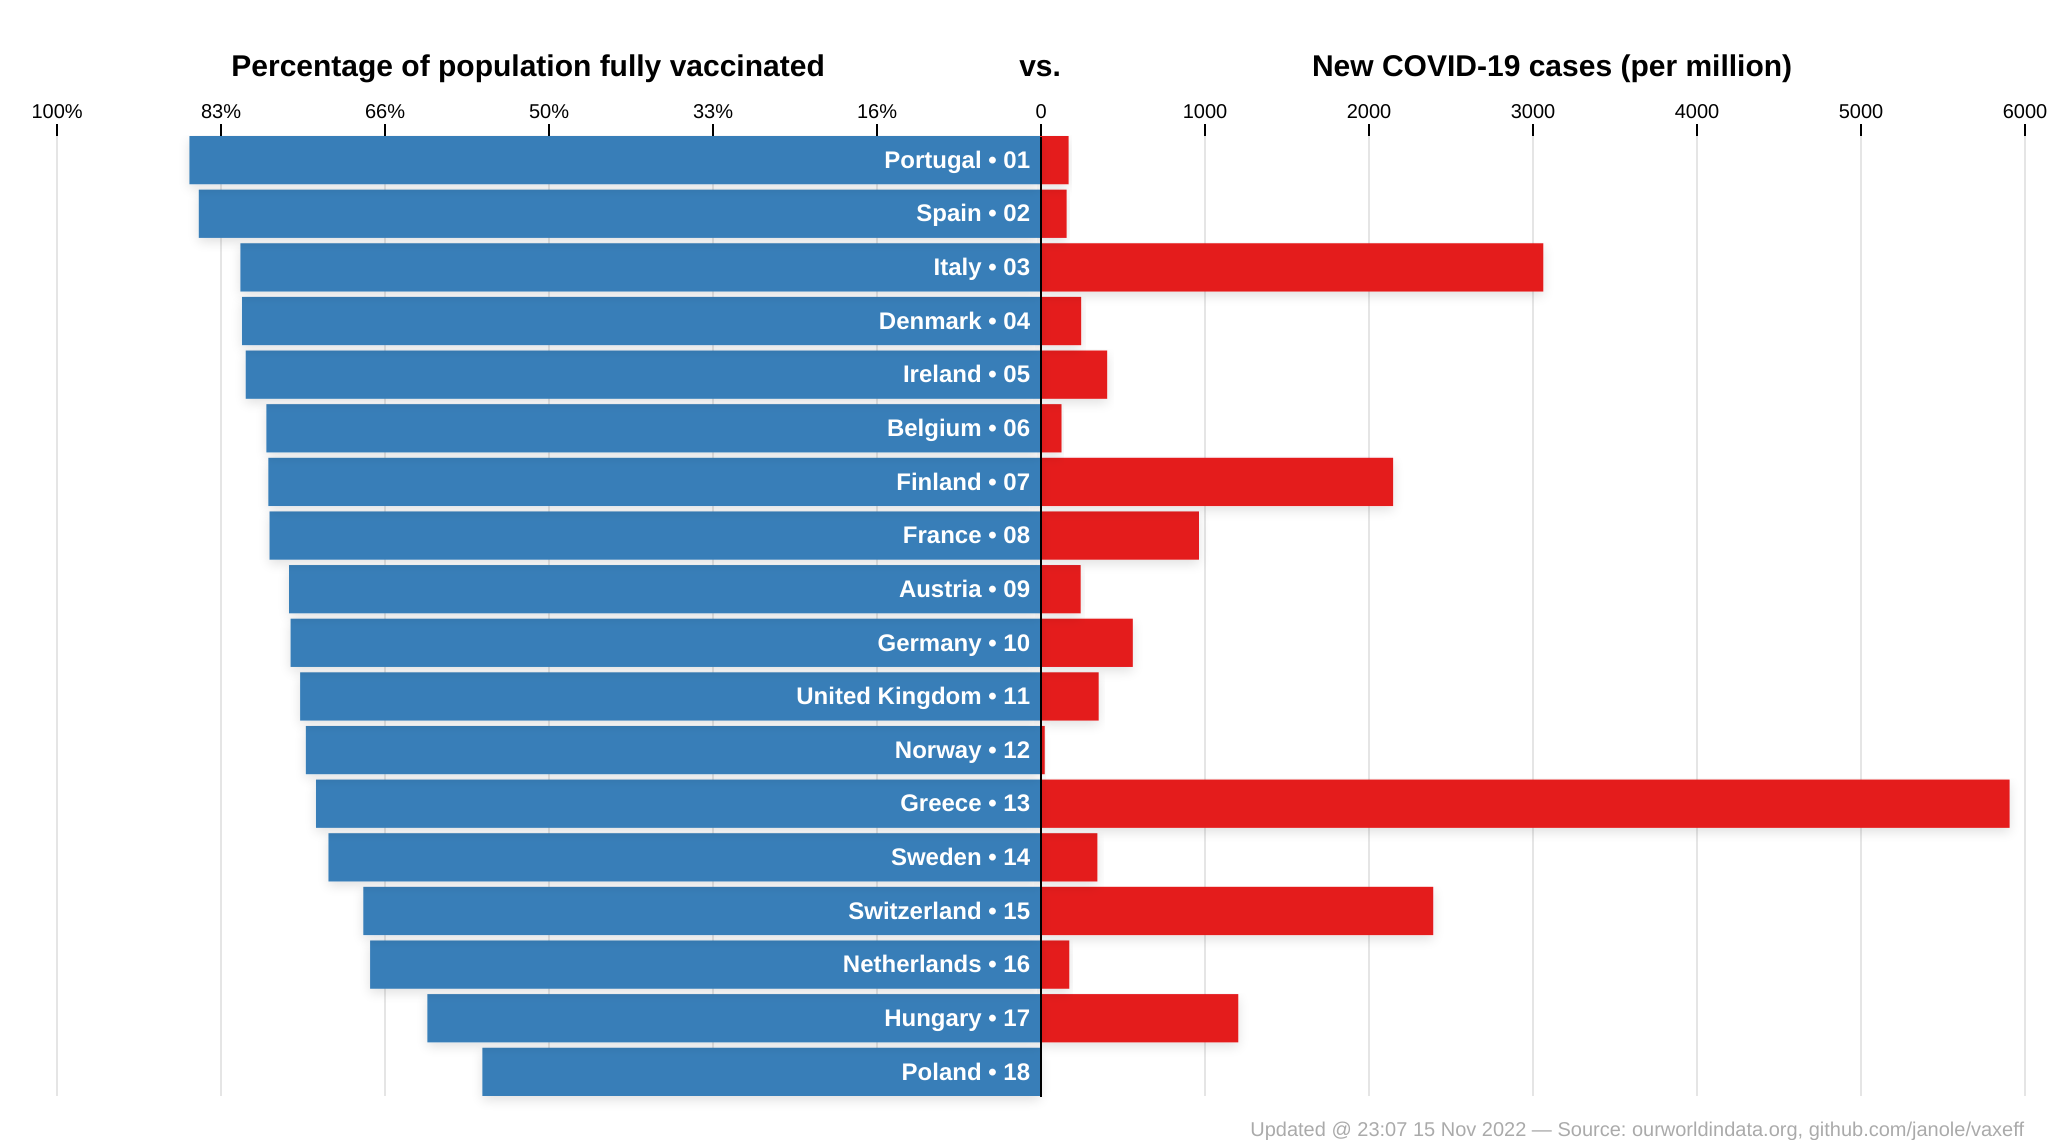 Percentage of population fully vaccinated vs. New COVID-19 cases (per million)
100% 83% 66% 50% 33% 16% 0 1000 2000 3000 4000 5000 6000
Portugal • 01
Spain • 02
Italy • 03
Denmark • 04
Ireland • 05
Belgium • 06
Finland • 07
France • 08
Austria • 09
Germany • 10
United Kingdom • 11
Norway • 12
Greece • 13
Sweden • 14
Switzerland • 15
Netherlands • 16
Hungary • 17
Poland • 18
Updated @ 23:07 15 Nov 2022 — Source: ourworldindata.org, github.com/janole/vaxeff